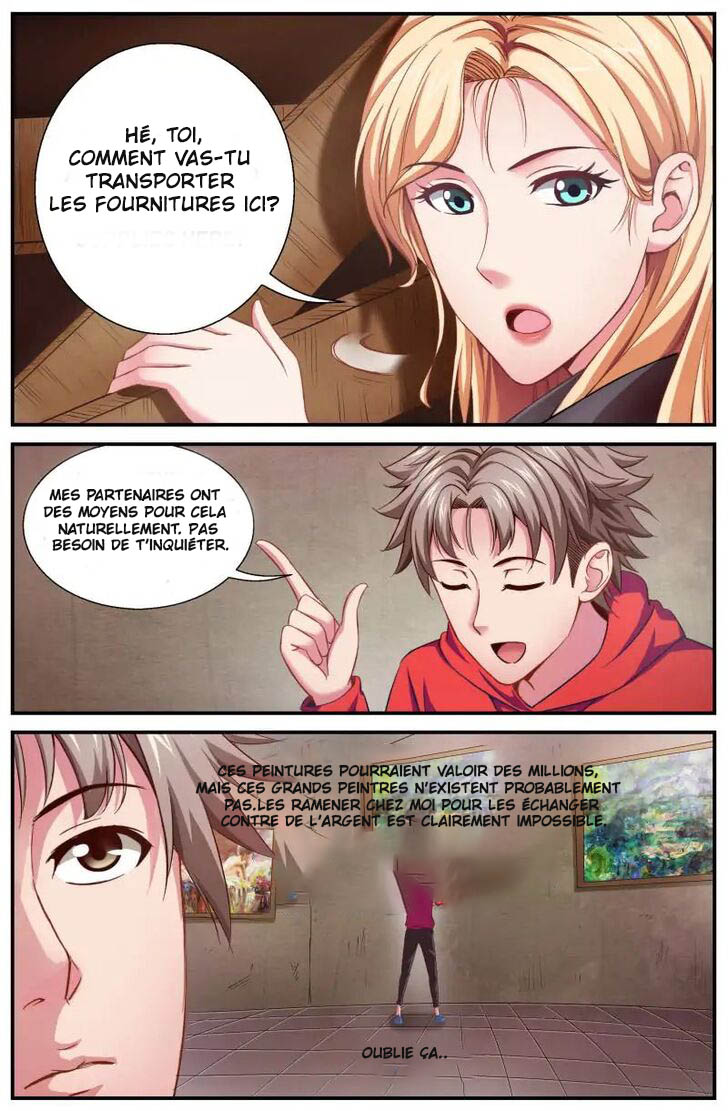 HÉ, TOI,
COMMENT VAS-TU
TRANSPORTER
LES FOURNITURES ICI?
MES PARTENAIRES ONT
DES MOYENS POUR CELA
NATURELLEMENT. PAS
BESOIN DE T'INQUIÉTER.
CES PEINTURES POURRAIENT VALOIR DES MILLIONS,
MAIS CES GRANDS PEINTRES N'EXISTENT PROBABLEMENT
PAS.LES RAMENER CHEZ MOI POUR LES ÉCHANGER
CONTRE DE L'ARGENT EST CLAIREMENT IMPOSSIBLE.
OUBLIE ÇA..